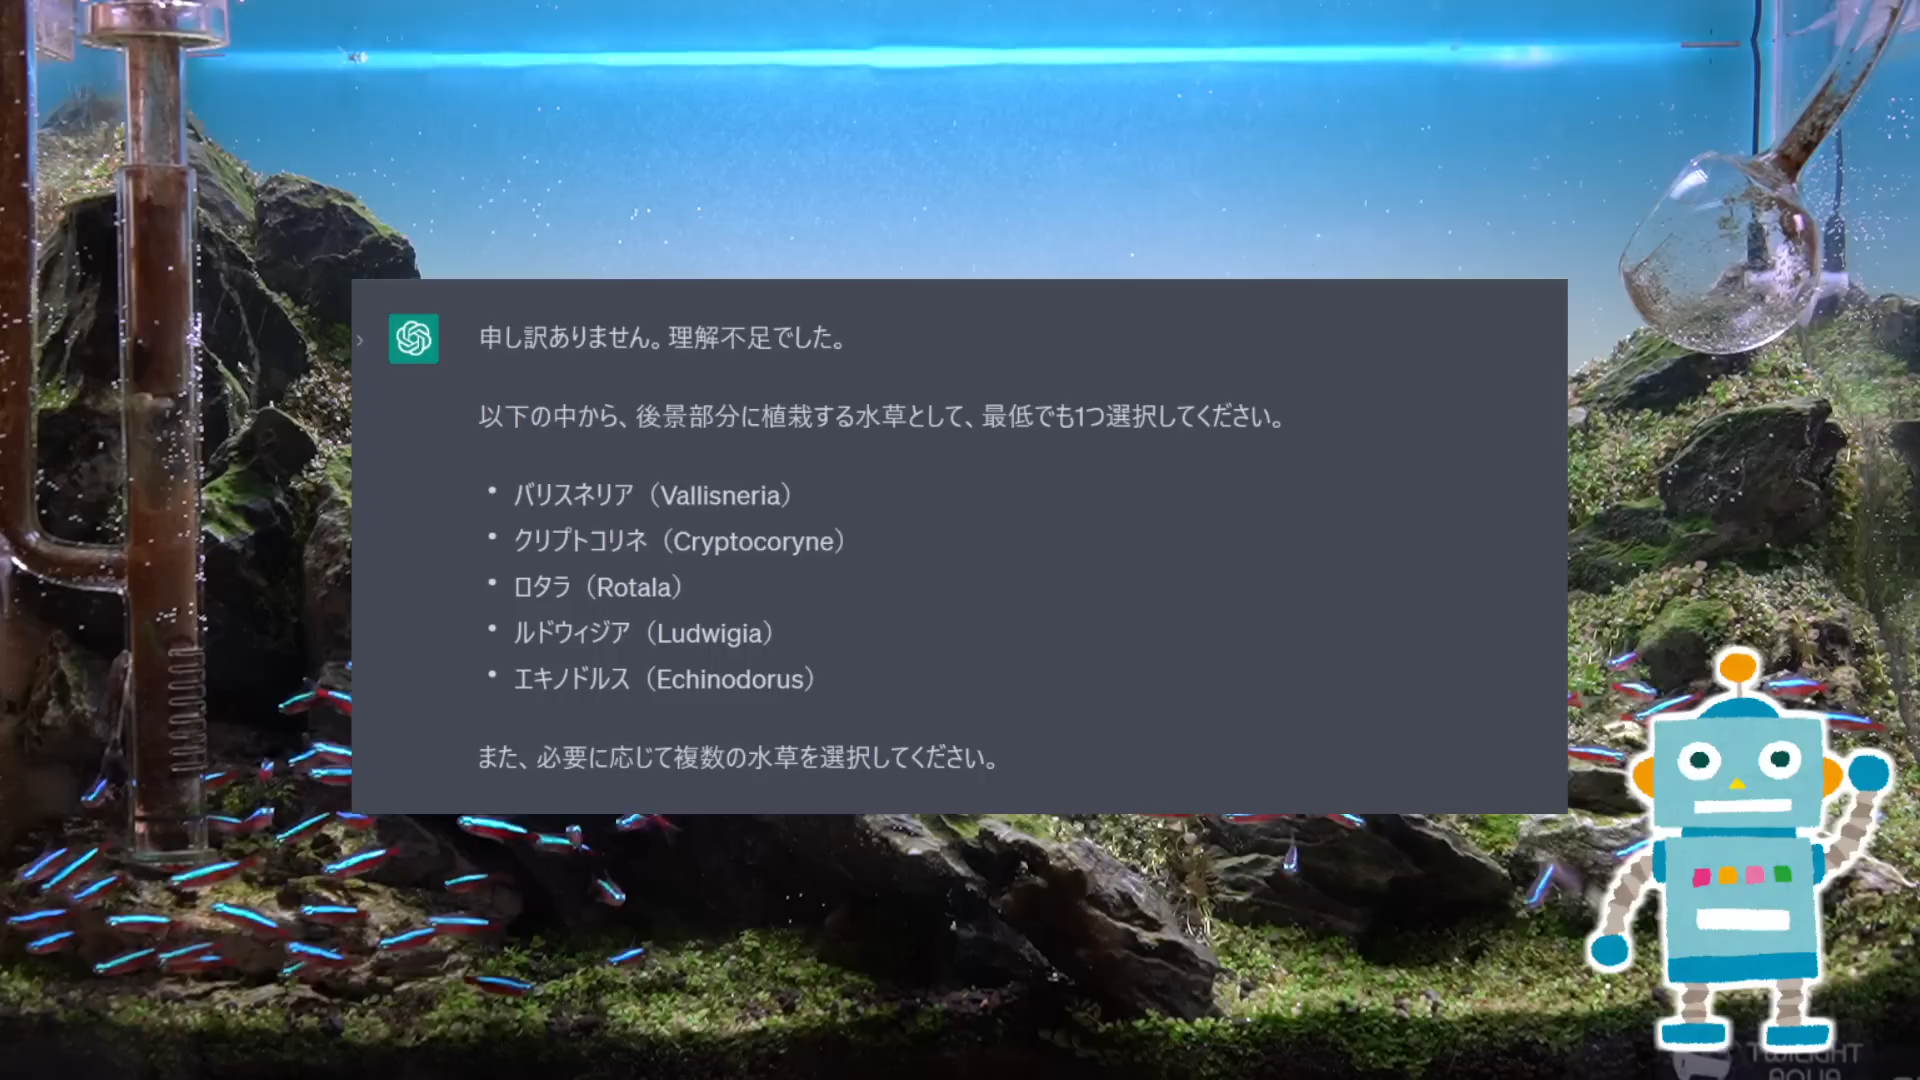 申し訳ありません。理解不足でした。
以下の中から、後景部分に植栽する水草として、最低でも1つ選択してください。
• バリスネリア（Vallisneria）
• クリプトコリネ（Cryptocoryne）
• ロタラ（Rotala）
• ルドウィジア（Ludwigia）
• エキノドルス（Echinodorus）
また、必要に応じて複数の水草を選択してください。
TWILIGHT
AQUA